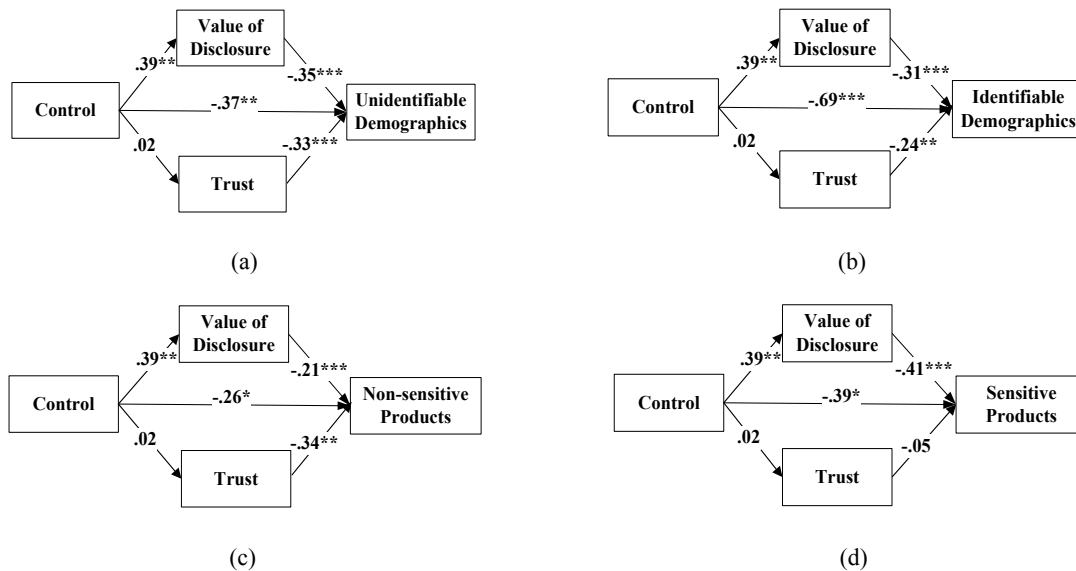 Value of
Disclosure
.39**
-.35***
Control
-.37**
Unidentifiable
Demographics
.02
-.33***
Trust
(a)
Value of
Disclosure
.39**
-.31***
Control
-.69***
Identifiable
Demographics
.02
-.24**
Trust
(b)
Value of
Disclosure
.39**
-.21***
Control
-.26*
Non-sensitive
Products
.02
-.34**
Trust
(c)
Value of
Disclosure
.39**
-.41***
Control
-.39*
Sensitive
Products
.02
-.05
Trust
(d)